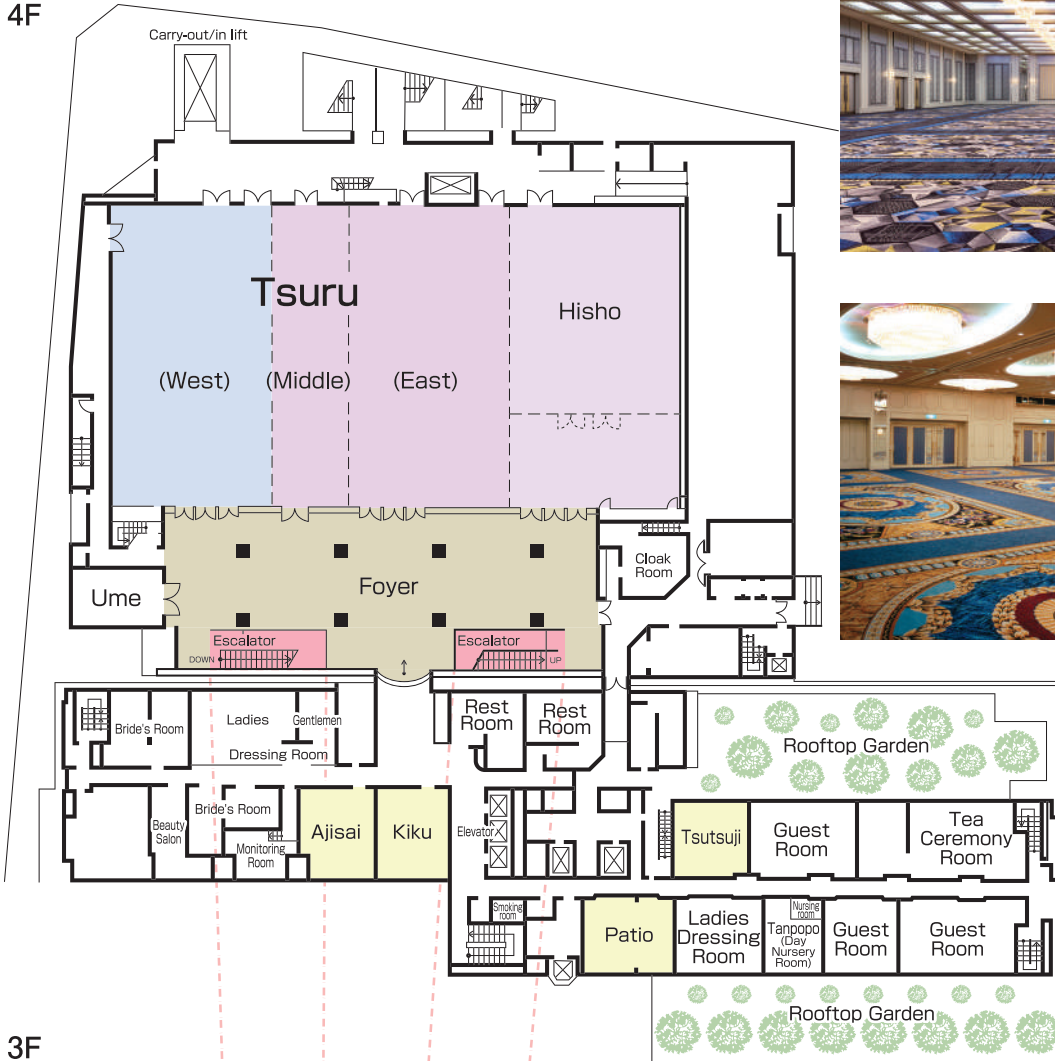 4F
Carry-out/in lift
Tsuru
Hisho
(West)
(Middle)
(East)
Foyer
Cloak
Room
Ume
Escalator
DOWN
Escalator
UP
Bride's Room
Ladies
Gentlemen
Dressing Room
Rest
Room
Rest
Room
Rooftop Garden
Bride's Room
Beauty
Salon
Monitoring
Room
Ajisai
Kiku
Elevator
Tsutsuji
Guest
Room
Tea
Ceremony
Room
Smoking
room
Patio
Ladies
Dressing
Room
Nursing
room
Tanpopo
(Day
Nursery
Room)
Guest
Room
Guest
Room
Rooftop Garden
3F